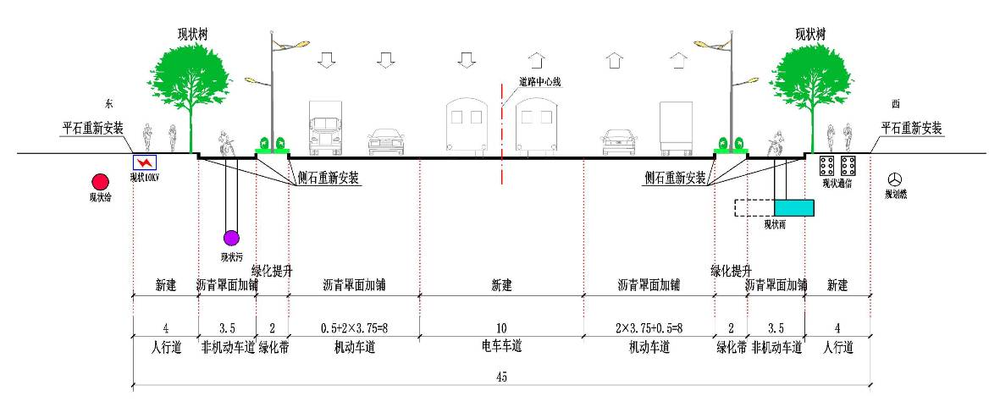 现状树
现状树
道路中心线
东
西
平石重新安装
平石重新安装
现状10KV
侧石重新安装
侧石重新安装
现状通信
现状给
规划燃
现状雨
现状污
绿化提升
绿化提升
新建
沥青罩面加铺
沥青罩面加铺
新建
沥青罩面加铺
沥青罩面加铺
新建
4
3.5
2
0.5+2×3.75=8
10
2×3.75+0.5=8
2
3.5
4
人行道
非机动车道
绿化带
机动车道
电车车道
机动车道
绿化带
非机动车道
人行道
45